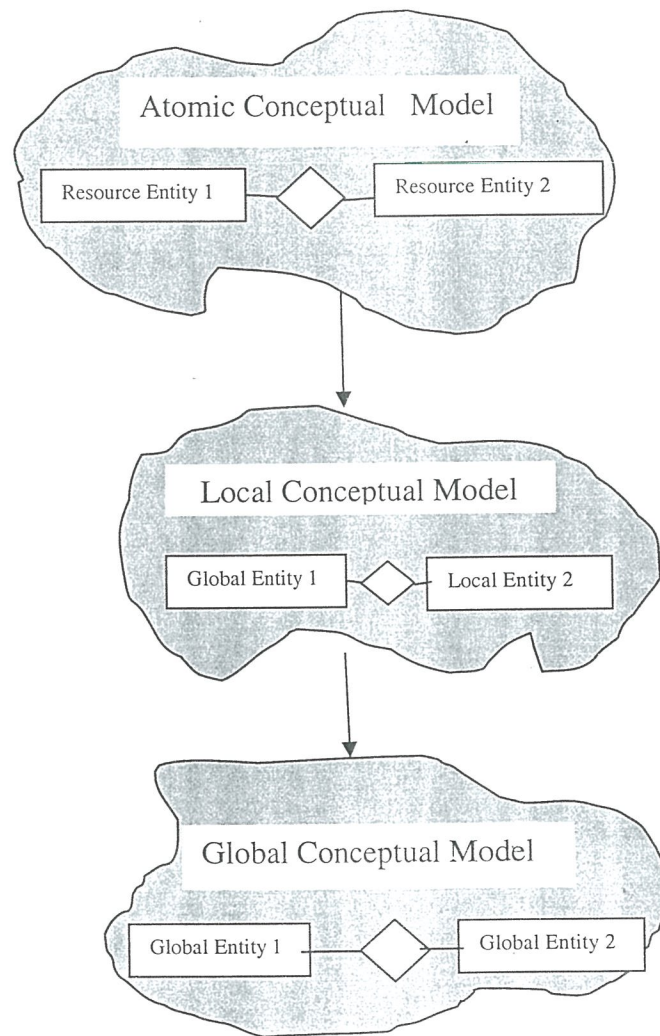 Atomic Conceptual Model
Resource Entity 1
Resource Entity 2
Local Conceptual Model
Global Entity 1
Local Entity 2
Global Conceptual Model
Global Entity 1
Global Entity 2